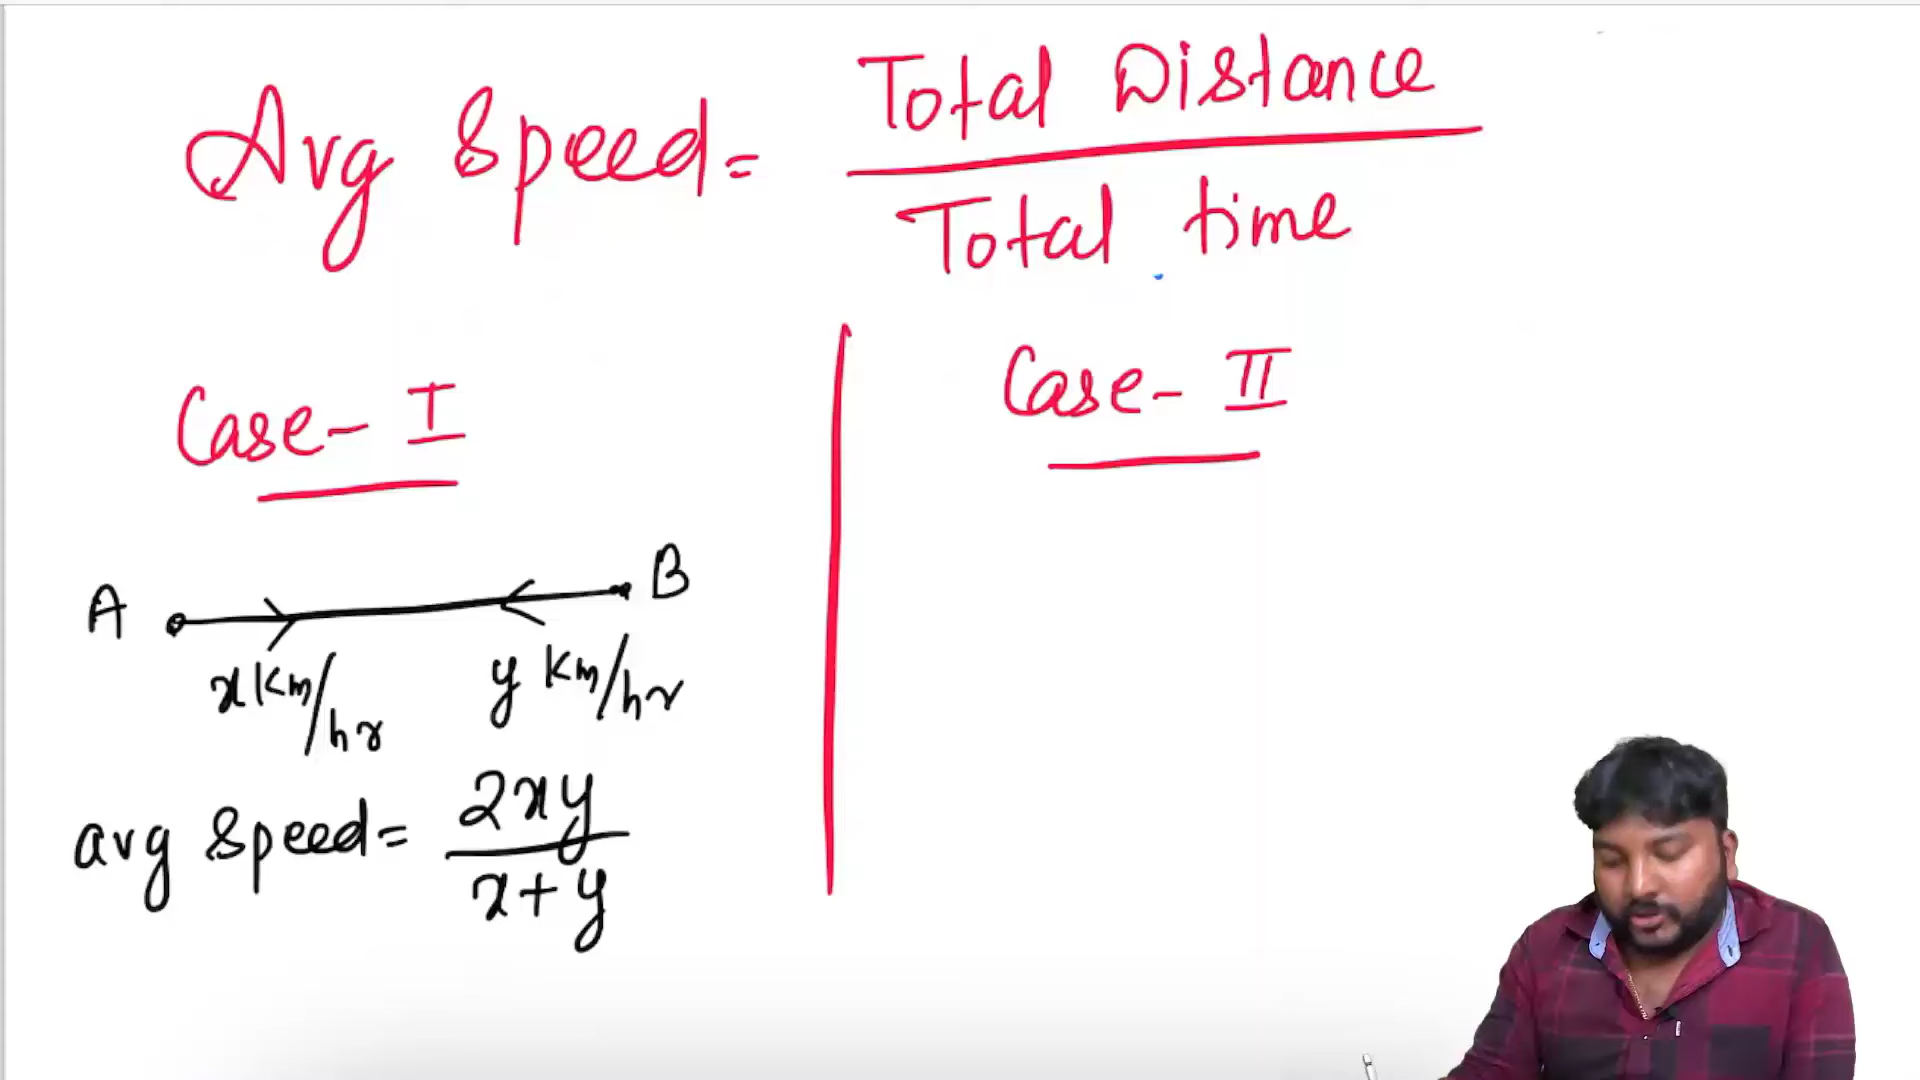 Avg Speed = Total Distance
Total time
Case- I
Case- II
A
B
x Km/hr
y Km/hr
avg Speed = 2xy
x+y